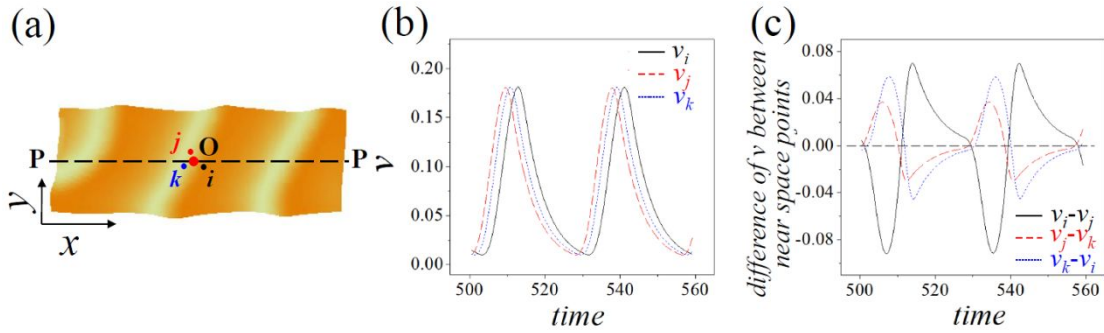 (a)
P
j
O
P
k
i
y
x
(b)
v
0.20
0.15
0.10
0.05
0.00
v_i
v_j
v_k
500
520
540
560
time
(c)
difference of v between
near space points
0.08
0.04
0.00
-0.04
-0.08
v_i-v_j
v_j-v_k
v_k-v_i
500
520
540
560
time